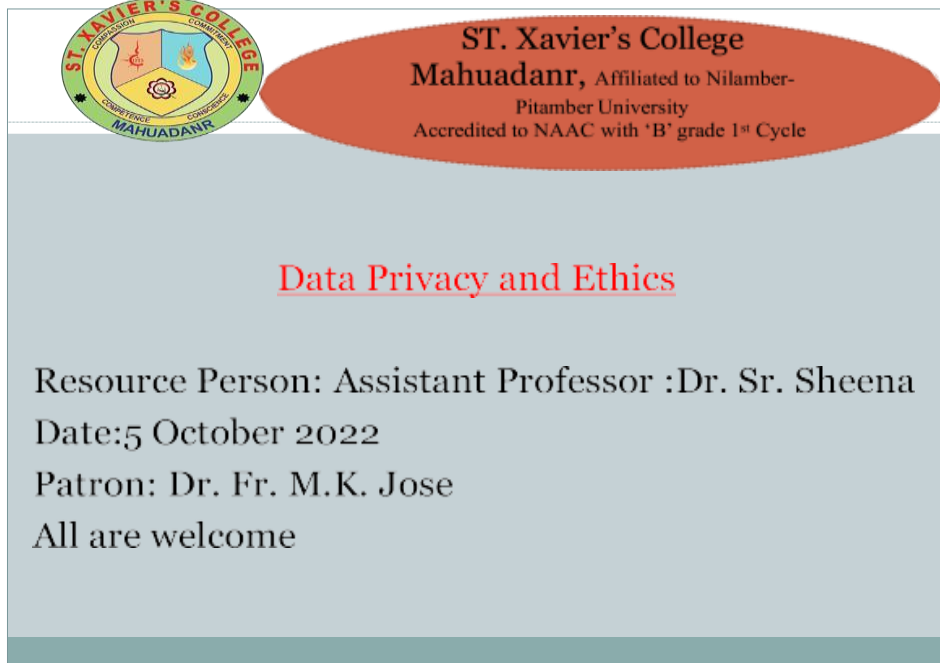 ST. XAVIER'S COLLEGE
COMPASSION
COMMITMENT
COMPETENCE
CONSCIENCE
MAHUADANR
ST. Xavier's College
Mahuadanr, Affiliated to Nilamber-
Pitamber University
Accredited to NAAC with 'B' grade 1st Cycle
Data Privacy and Ethics
Resource Person: Assistant Professor :Dr. Sr. Sheena
Date:5 October 2022
Patron: Dr. Fr. M.K. Jose
All are welcome